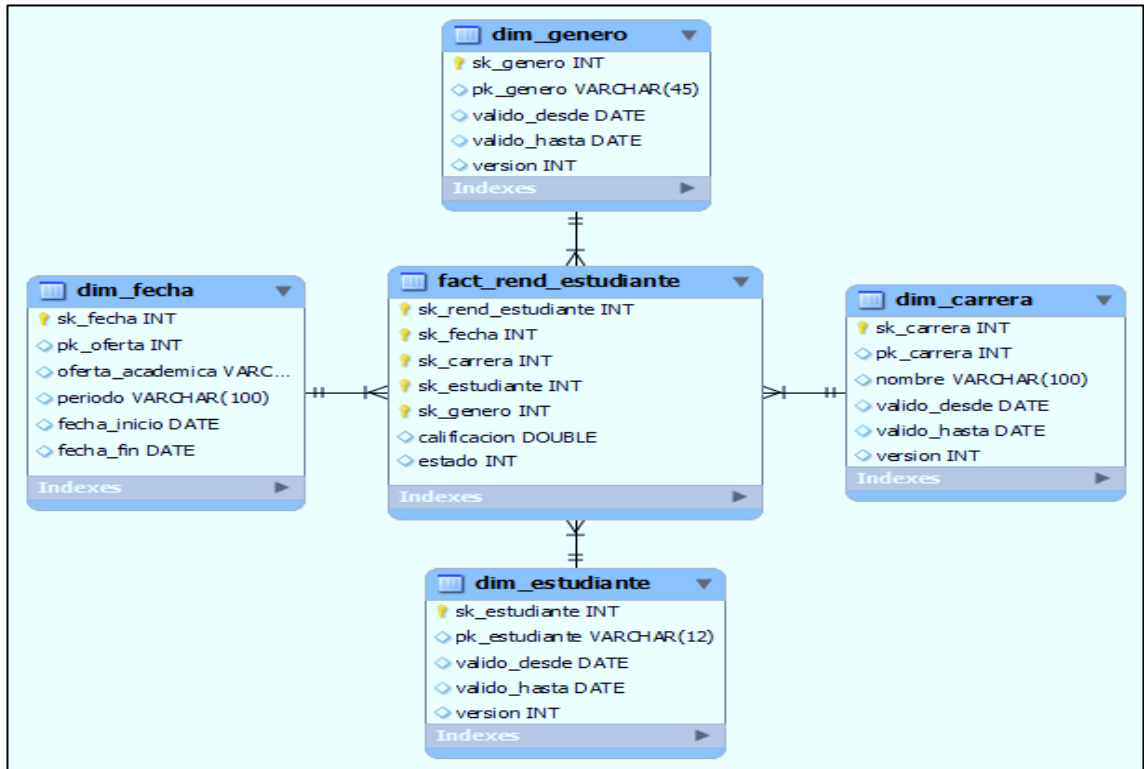 dim_genero
sk_genero INT
pk_genero VARCHAR(45)
valido_desde DATE
valido_hasta DATE
version INT
Indexes
dim_fecha
sk_fecha INT
pk_oferta INT
oferta_academica VARC...
periodo VARCHAR(100)
fecha_inicio DATE
fecha_fin DATE
Indexes
fact_rend_estudiante
sk_rend_estudiante INT
sk_fecha INT
sk_carrera INT
sk_estudiante INT
sk_genero INT
calificacion DOUBLE
estado INT
Indexes
dim_carrera
sk_carrera INT
pk_carrera INT
nombre VARCHAR(100)
valido_desde DATE
valido_hasta DATE
version INT
Indexes
dim_estudiante
sk_estudiante INT
pk_estudiante VARCHAR(12)
valido_desde DATE
valido_hasta DATE
version INT
Indexes